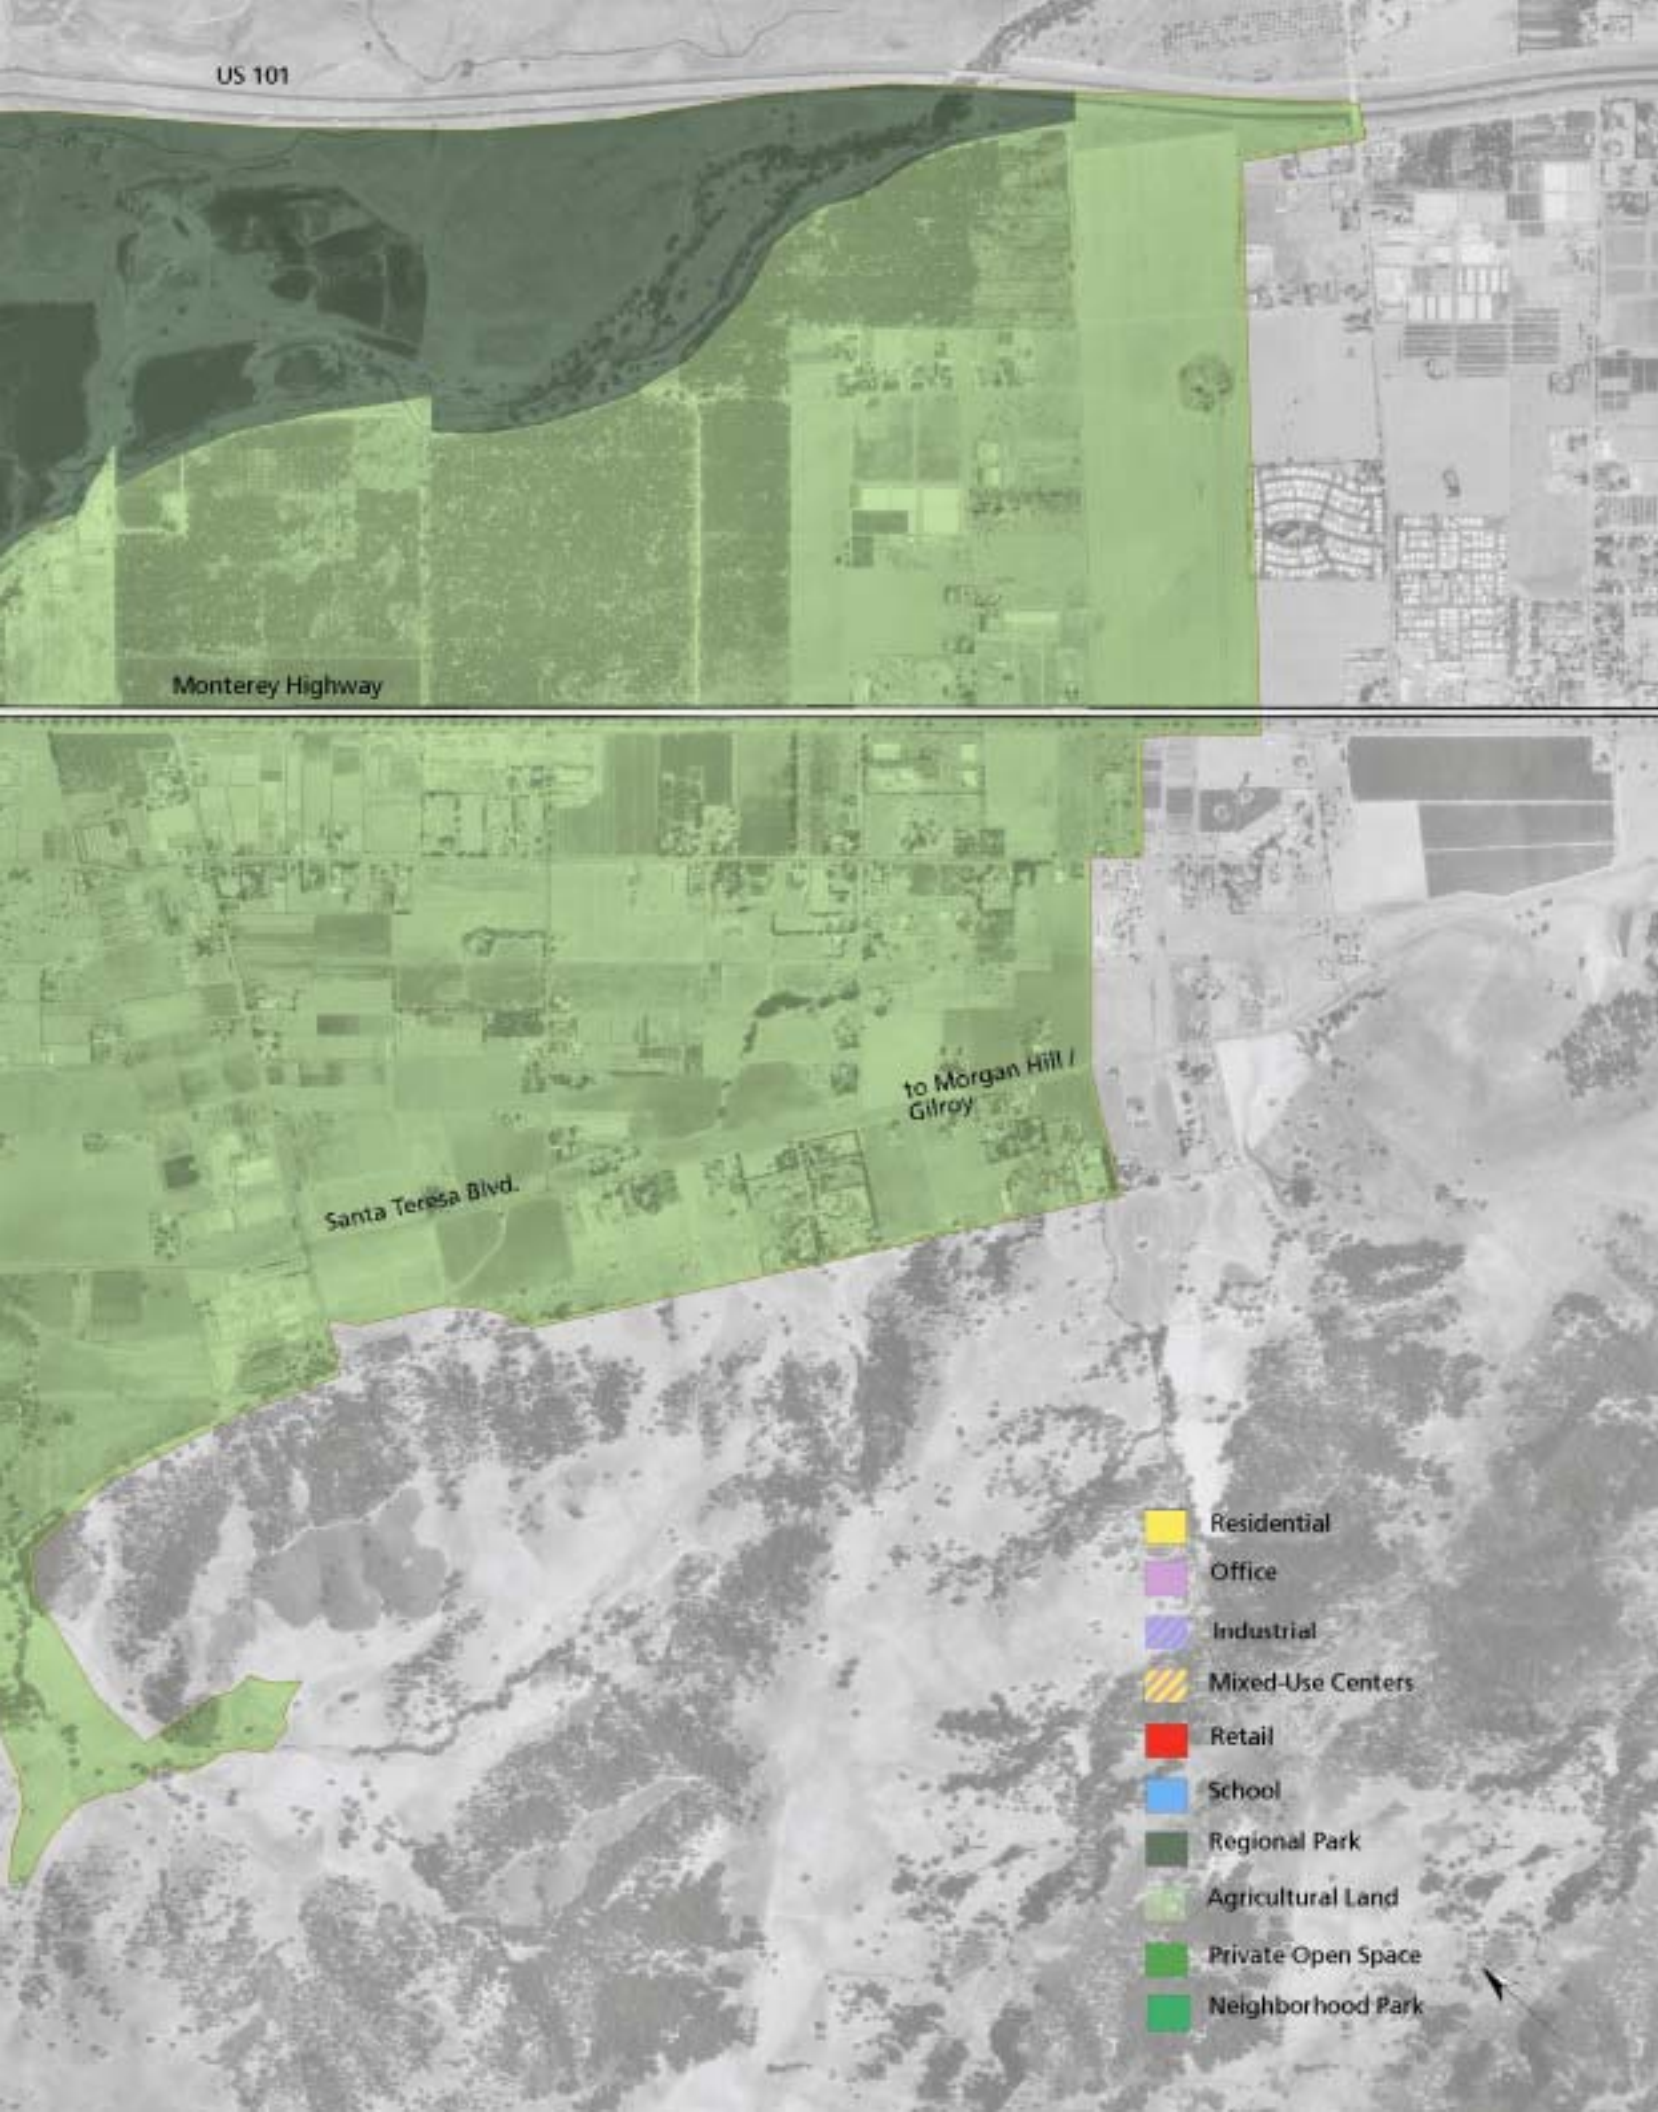 US 101
Monterey Highway
to Morgan Hill /
Gilroy
Santa Teresa Blvd.
Residential
Office
Industrial
Mixed-Use Centers
Retail
School
Regional Park
Agricultural Land
Private Open Space
Neighborhood Park